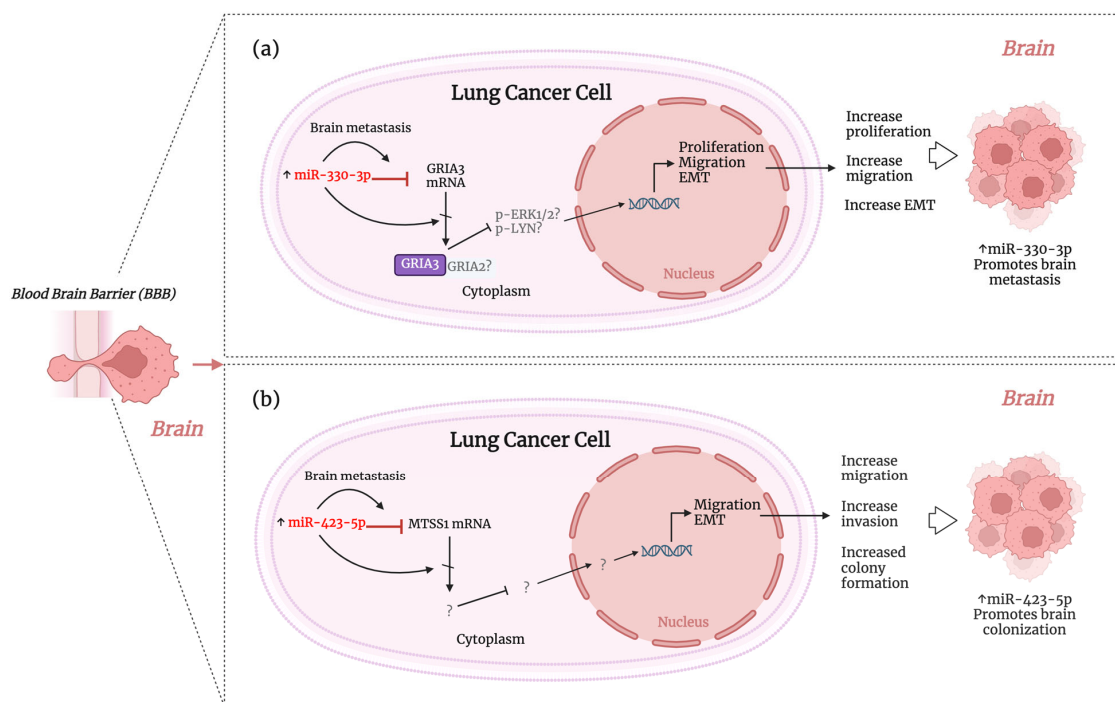 Blood Brain Barrier (BBB)
Brain
(a)
Brain
Lung Cancer Cell
Brain metastasis
↑ miR-330-3p
GRIA3
mRNA
p-ERK1/2?
p-LYN?
GRIA3
GRIA2?
Cytoplasm
Proliferation
Migration
EMT
Nucleus
Increase
proliferation
Increase
migration
Increase EMT
↑miR-330-3p
Promotes brain
metastasis
(b)
Brain
Lung Cancer Cell
Brain metastasis
↑ miR-423-5p
MTSS1 mRNA
?
?
?
Cytoplasm
Migration
EMT
Nucleus
Increase
migration
Increase
invasion
Increased
colony
formation
↑miR-423-5p
Promotes brain
colonization